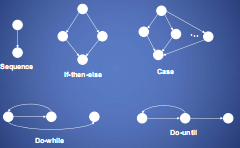 Sequence
If-then-else
Case
...
Do-while
Do-until